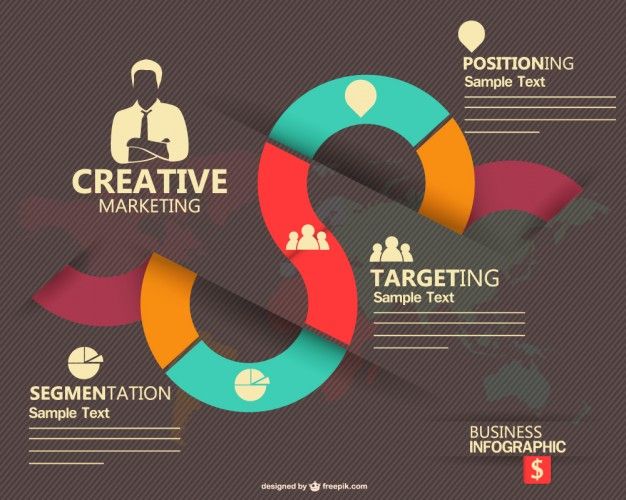 POSITIONING
Sample Text
CREATIVE
MARKETING
TARGETING
Sample Text
SEGMENTATION
Sample Text
BUSINESS
INFOGRAPHIC
$
designed by freepik.com